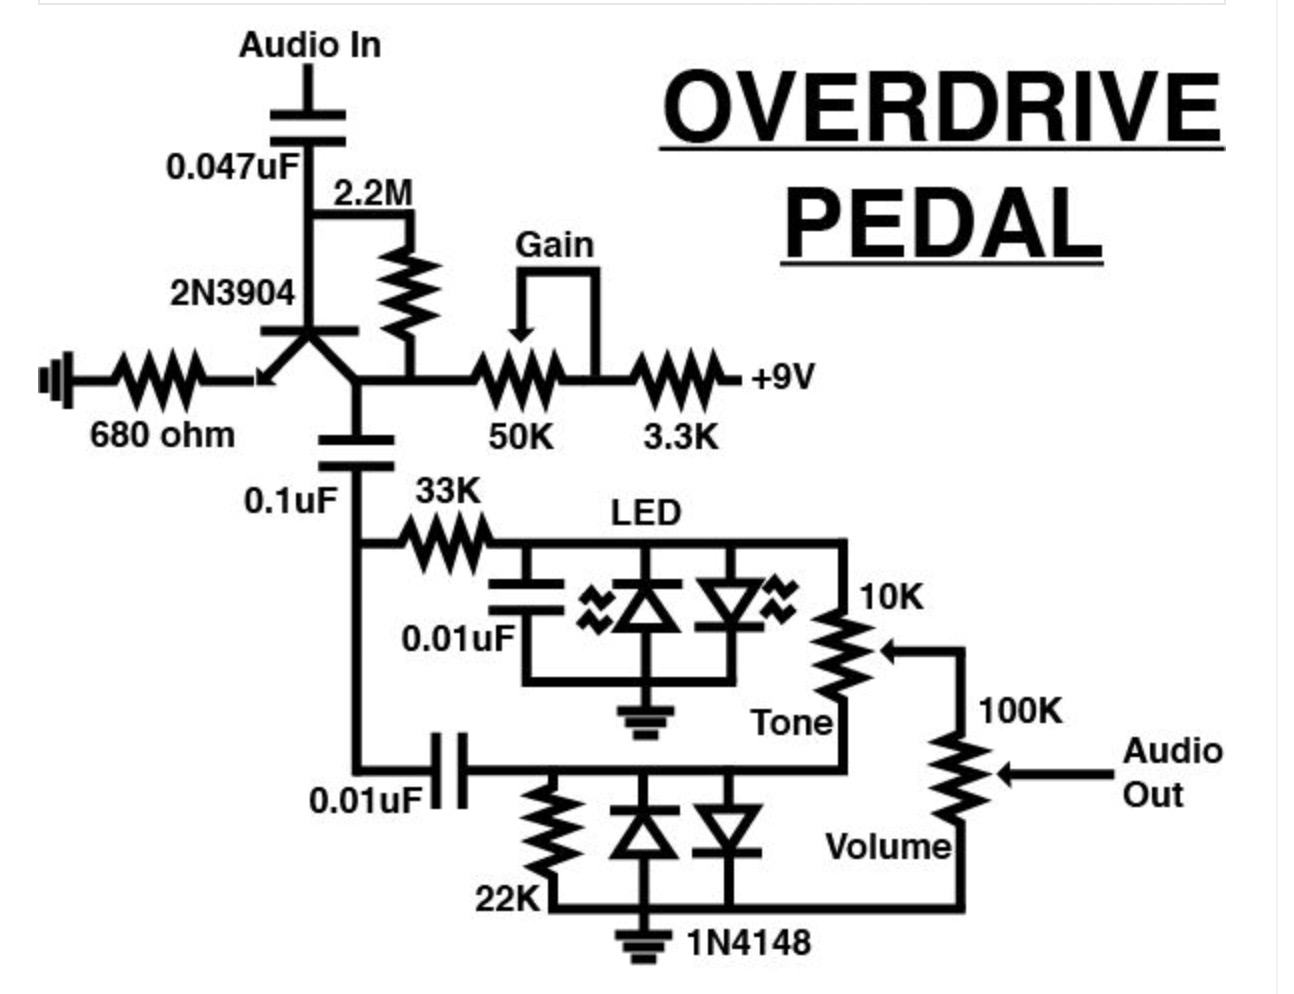 Audio In
OVERDRIVE
PEDAL
0.047uF
2.2M
Gain
2N3904
+9V
680 ohm
50K
3.3K
0.1uF
33K
LED
10K
0.01uF
100K
Tone
Audio
Out
0.01uF
Volume
22K
1N4148